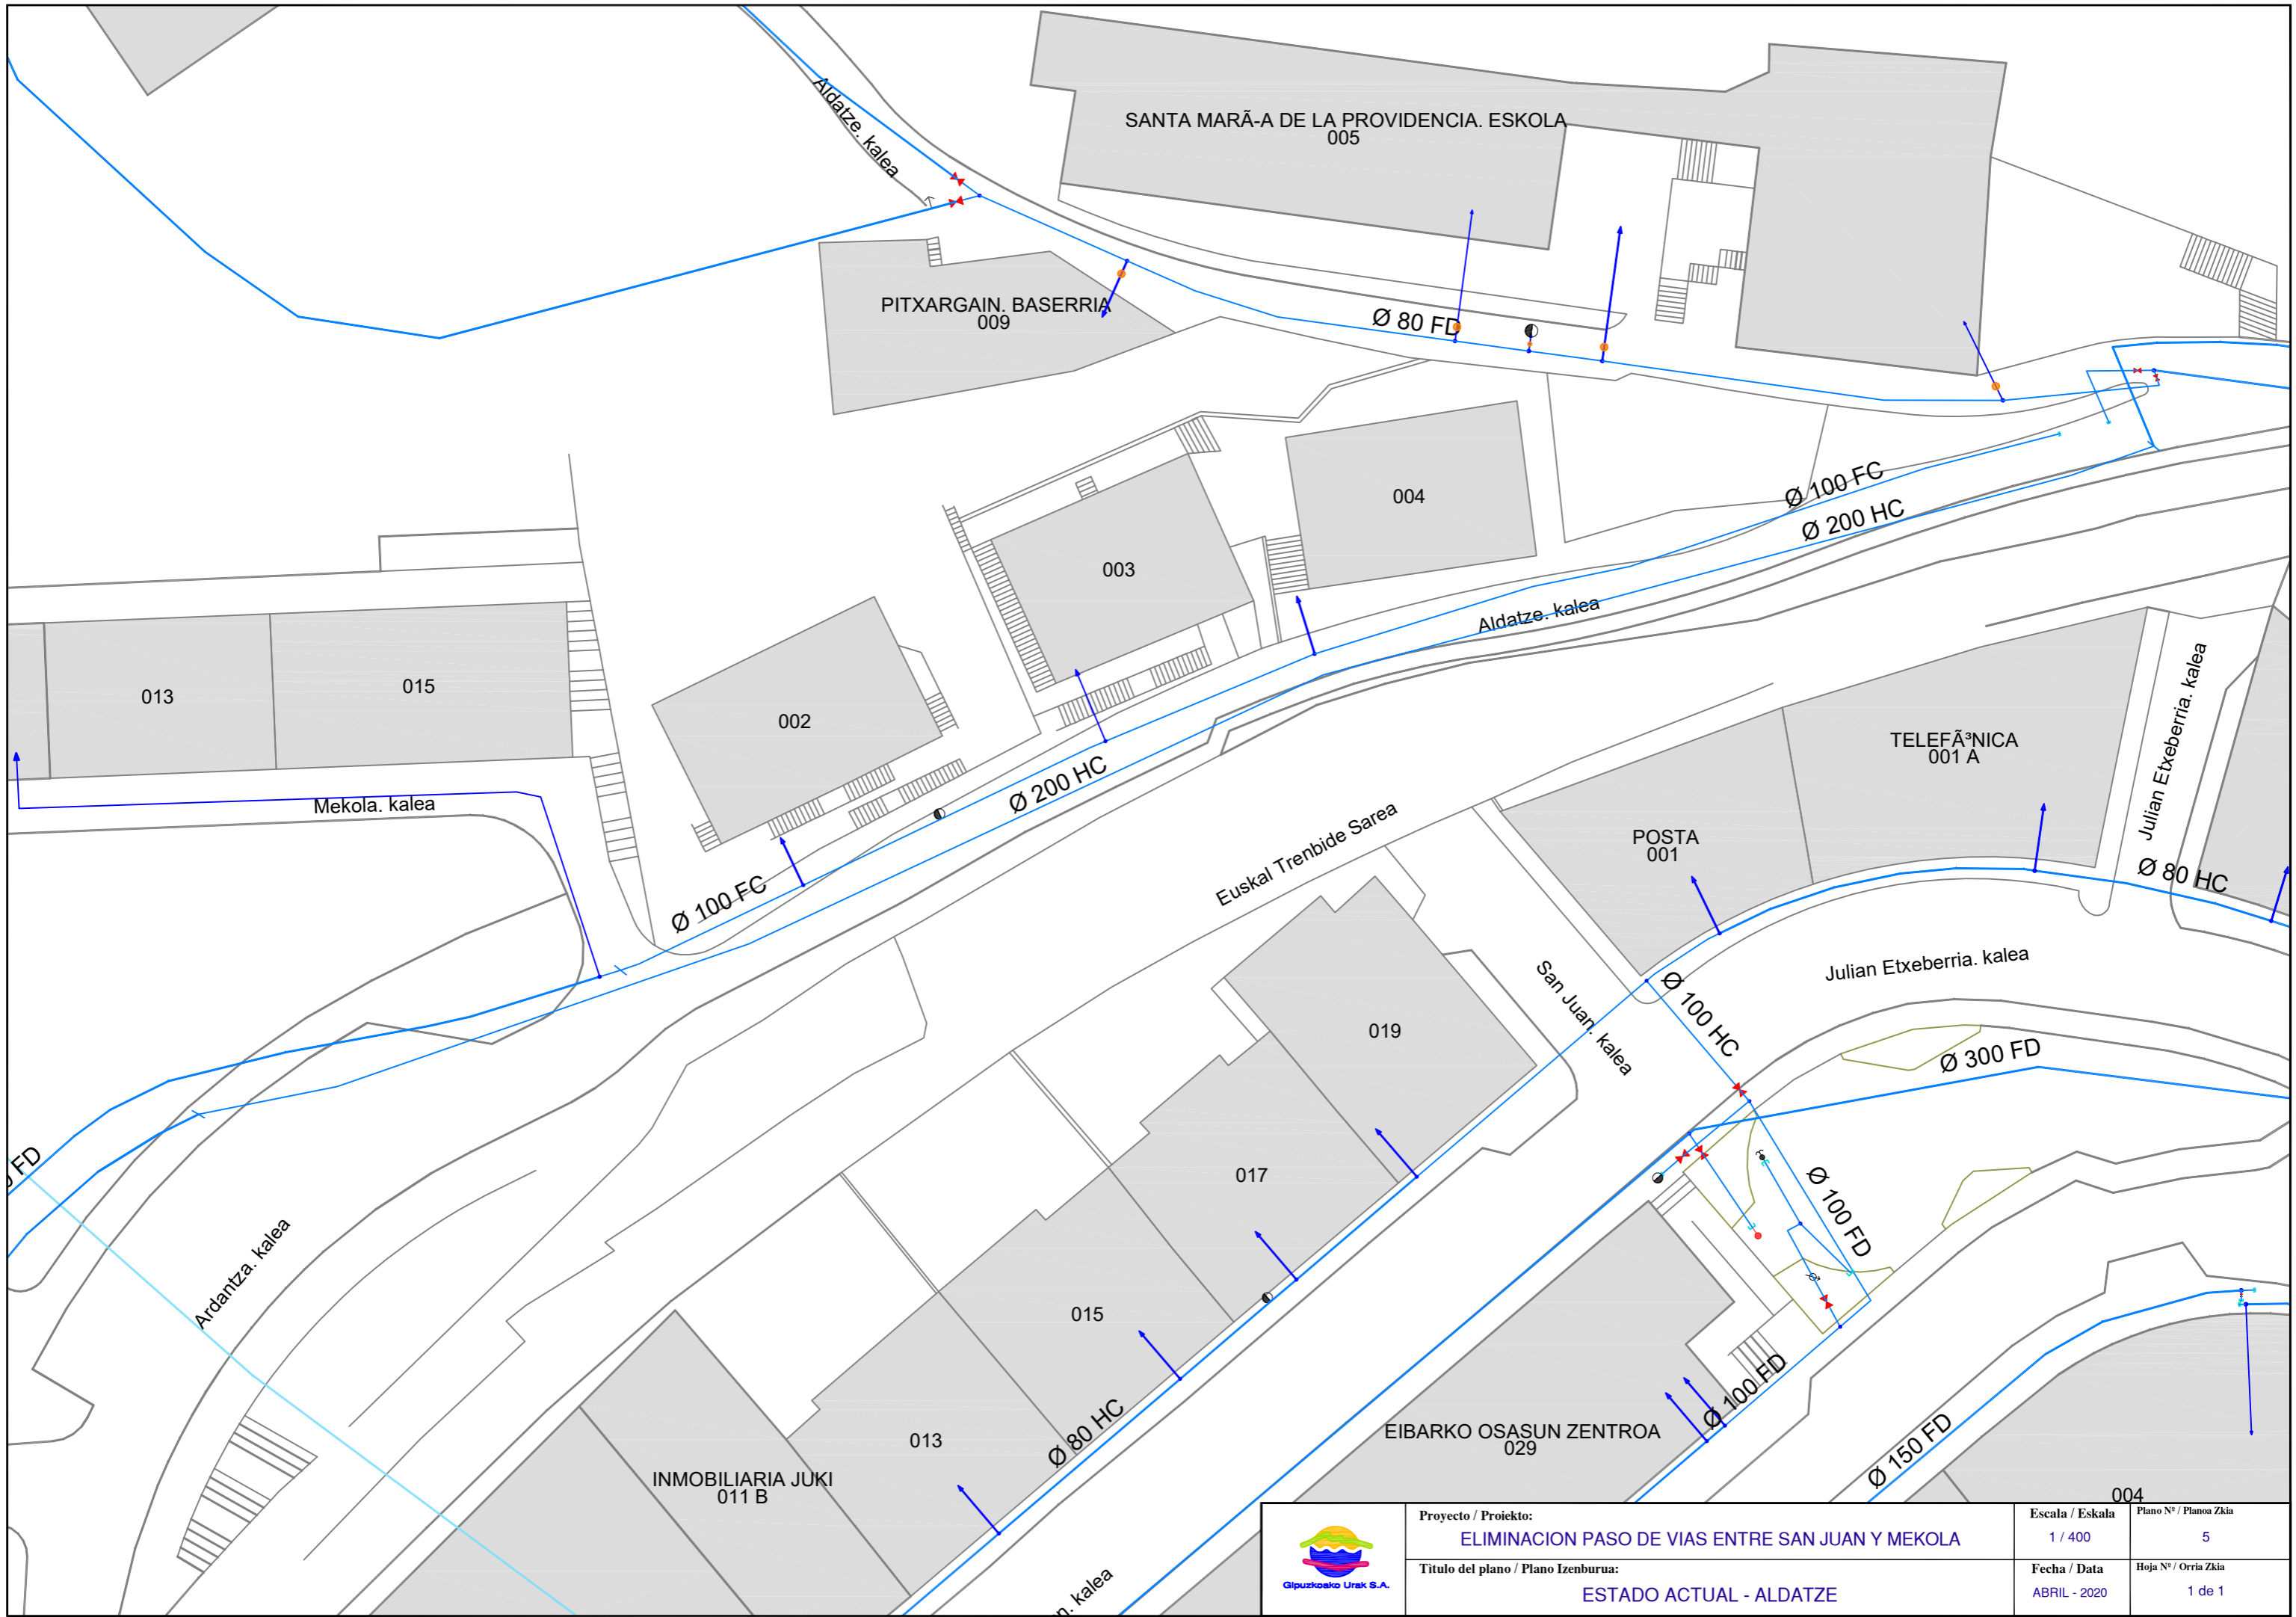 Aldatze. kalea
SANTA MARÃ-A DE LA PROVIDENCIA. ESKOLA
005
PITXARGAIN. BASERRIA
009
Ø 80 FD
Ø 100 FC
Ø 200 HC
004
003
Aldatze. kalea
013
015
002
Mekola. kalea
Ø 200 HC
Ø 100 FC
Euskal Trenbide Sarea
TELEFÃ³NICA
001 A
POSTA
001
Julian Etxeberria. kalea
Ø 80 HC
Julian Etxeberria. kalea
San Juan. kalea
Ø 100 HC
Ø 300 FD
019
017
015
013
Ø 100 FD
FD
Ardantza. kalea
Ø 80 HC
INMOBILIARIA JUKI
011 B
EIBARKO OSASUN ZENTROA
029
Ø 100 FD
Ø 150 FD
004
n. kalea
Gipuzkoako Urak S.A.
Proyecto / Proiekto:
ELIMINACION PASO DE VIAS ENTRE SAN JUAN Y MEKOLA
Título del plano / Plano Izenburua:
ESTADO ACTUAL - ALDATZE
Escala / Eskala
1 / 400
Plano Nº / Planoa Zkia
5
Fecha / Data
ABRIL - 2020
Hoja Nº / Orria Zkia
1 de 1